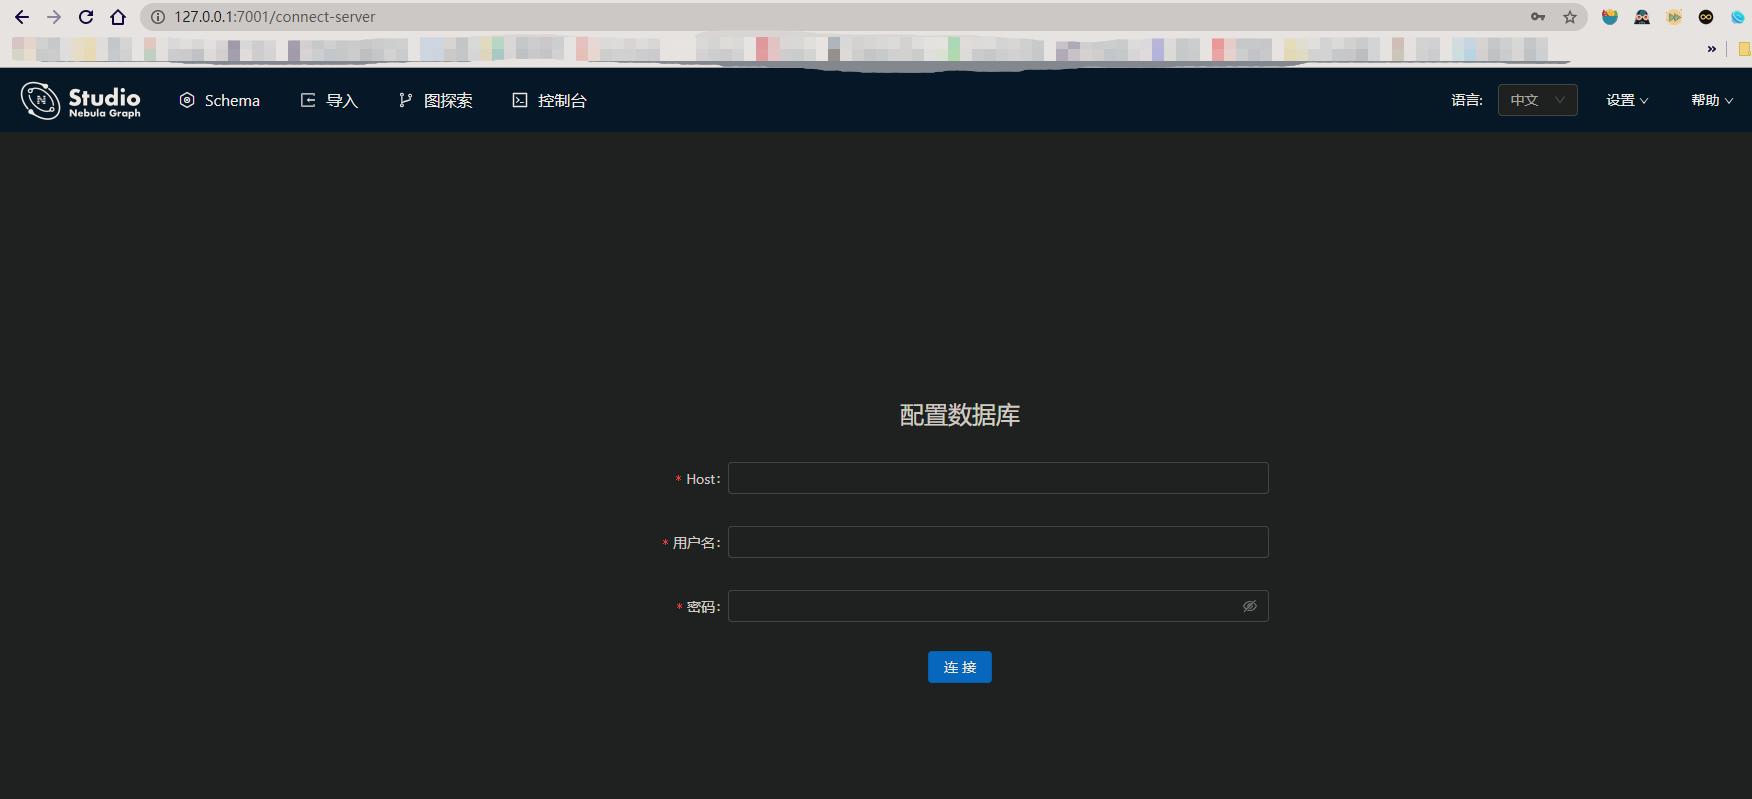 127.0.0.1:7001/connect-server
Studio
Nebula Graph
Schema
导入
图探索
控制台
语言:
中文
设置
帮助
配置数据库
* Host:
* 用户名:
* 密码:
连 接